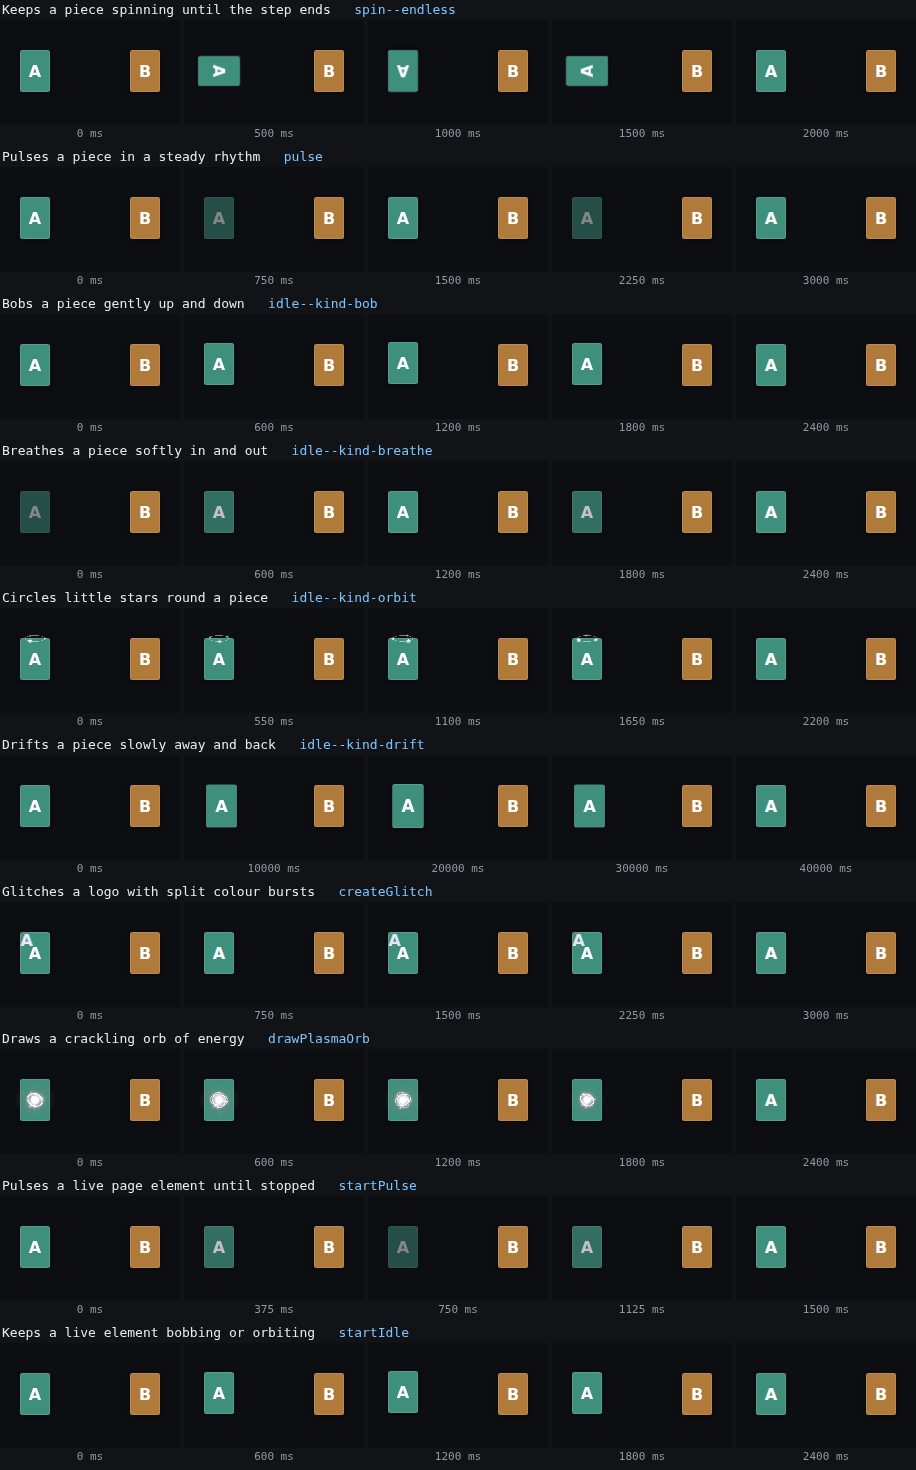 Keeps a piece spinning until the step ends spin--endless
A B A B A B A B A B
0 ms 500 ms 1000 ms 1500 ms 2000 ms
Pulses a piece in a steady rhythm pulse
A B A B A B A B A B
0 ms 750 ms 1500 ms 2250 ms 3000 ms
Bobs a piece gently up and down idle--kind-bob
A B A B A B A B A B
0 ms 600 ms 1200 ms 1800 ms 2400 ms
Breathes a piece softly in and out idle--kind-breathe
A B A B A B A B A B
0 ms 600 ms 1200 ms 1800 ms 2400 ms
Circles little stars round a piece idle--kind-orbit
A B A B A B A B A B
0 ms 550 ms 1100 ms 1650 ms 2200 ms
Drifts a piece slowly away and back idle--kind-drift
A B A B A B A B A B
0 ms 10000 ms 20000 ms 30000 ms 40000 ms
Glitches a logo with split colour bursts createGlitch
A A B A B A A B A A B A B
0 ms 750 ms 1500 ms 2250 ms 3000 ms
Draws a crackling orb of energy drawPlasmaOrb
B B B B A B
0 ms 600 ms 1200 ms 1800 ms 2400 ms
Pulses a live page element until stopped startPulse
A B A B A B A B A B
0 ms 375 ms 750 ms 1125 ms 1500 ms
Keeps a live element bobbing or orbiting startIdle
A B A B A B A B A B
0 ms 600 ms 1200 ms 1800 ms 2400 ms